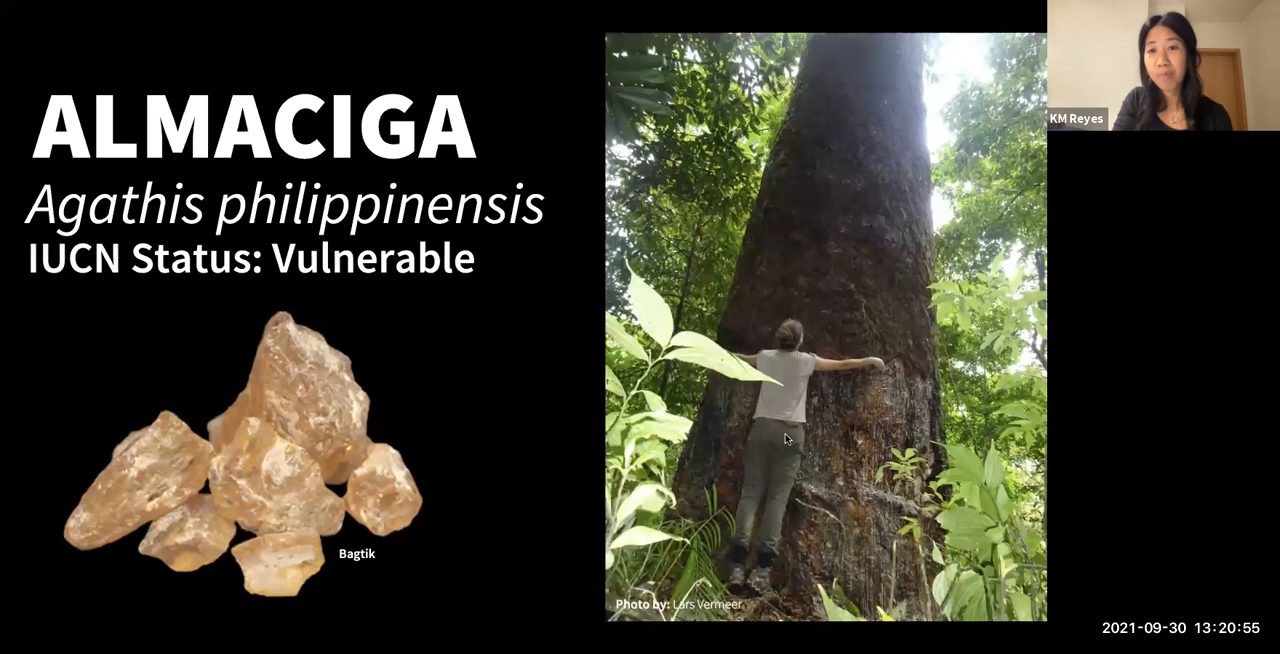 ALMACIGA
Agathis philippinensis
IUCN Status: Vulnerable
Bagtik
Photo by: Lars Vermeer
KM Reyes
2021-09-30 13:20:55